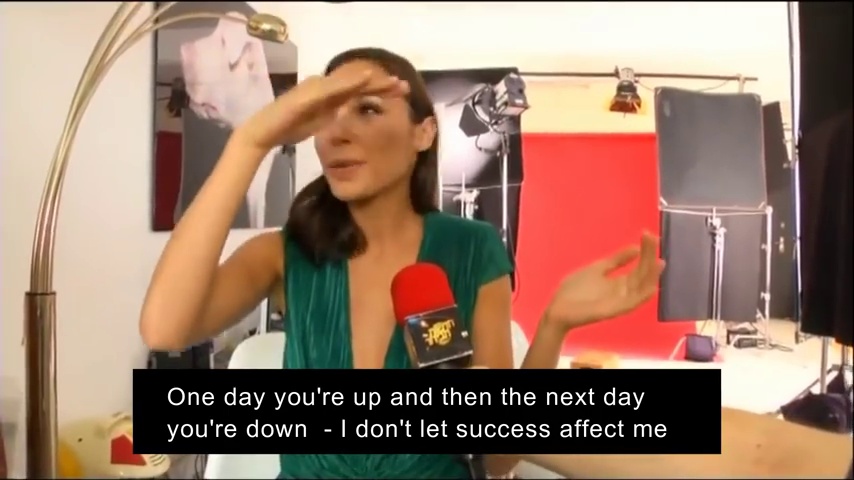 One day you're up and then the next day
you're down - I don't let success affect me